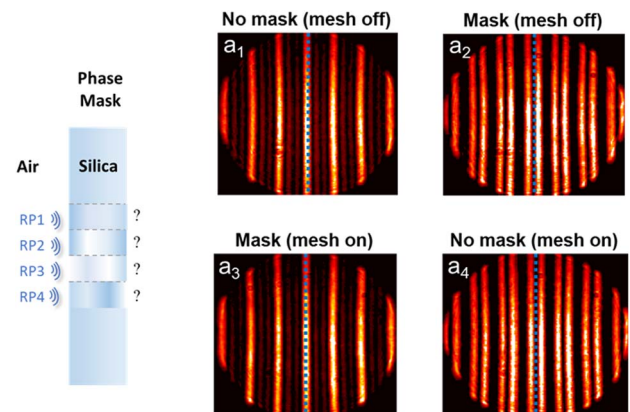 Phase
Mask
Air
Silica
RP1
?
RP2
?
RP3
?
RP4
?
No mask (mesh off)
a1
Mask (mesh off)
a2
Mask (mesh on)
a3
No mask (mesh on)
a4